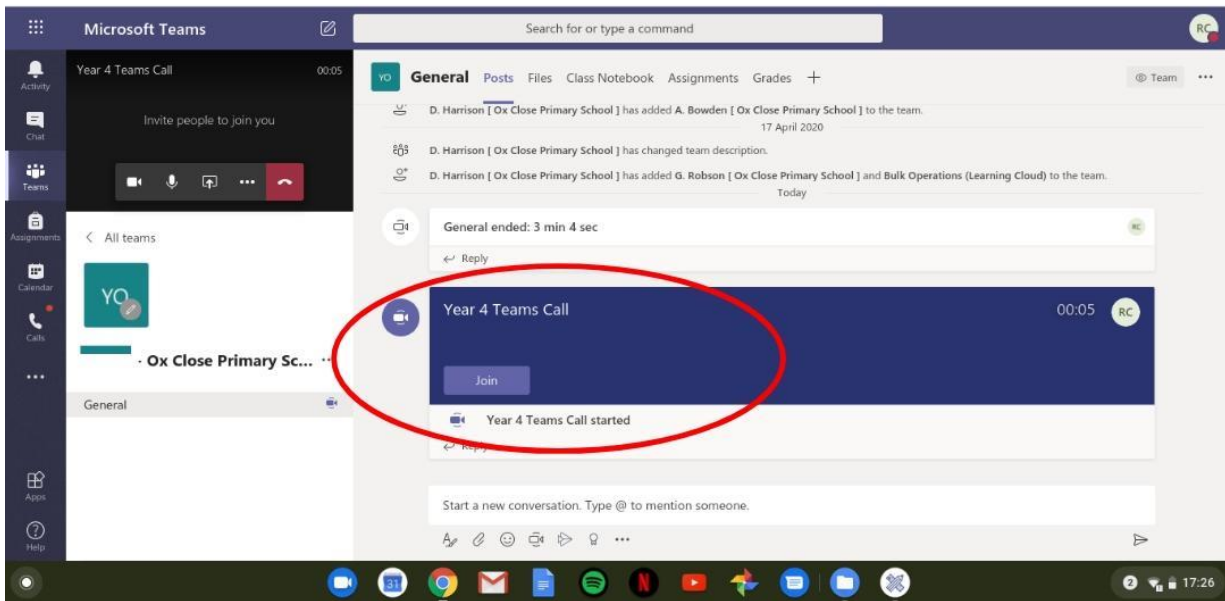 Microsoft Teams
Search for or type a command
RC
Activity
Chat
Teams
Assignments
Calendar
Calls
Apps
Help
Year 4 Teams Call 00:05
Invite people to join you
All teams
YO
· Ox Close Primary Sc... ···
General
YO General Posts Files Class Notebook Assignments Grades + Team ···
D. Harrison [ Ox Close Primary School ] has added A. Bowden [ Ox Close Primary School ] to the team.
17 April 2020
D. Harrison [ Ox Close Primary School ] has changed team description.
D. Harrison [ Ox Close Primary School ] has added G. Robson [ Ox Close Primary School ] and Bulk Operations (Learning Cloud) to the team.
Today
General ended: 3 min 4 sec RC
Reply
Year 4 Teams Call 00:05 RC
Join
Year 4 Teams Call started
Reply
Start a new conversation. Type @ to mention someone.
31
N
2 17:26